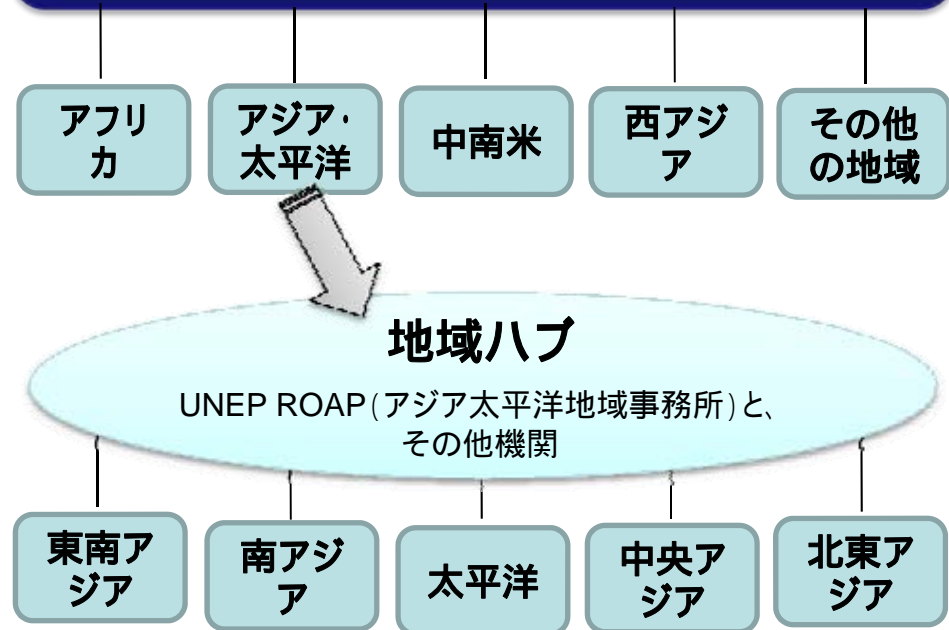 アフリ
カ
アジア・
太平洋
中南米
西アジ
ア
その他
の地域
地域ハブ
UNEP ROAP(アジア太平洋地域事務所)と、
その他機関
東南ア
ジア
南アジ
ア
太平洋
中央ア
ジア
北東ア
ジア